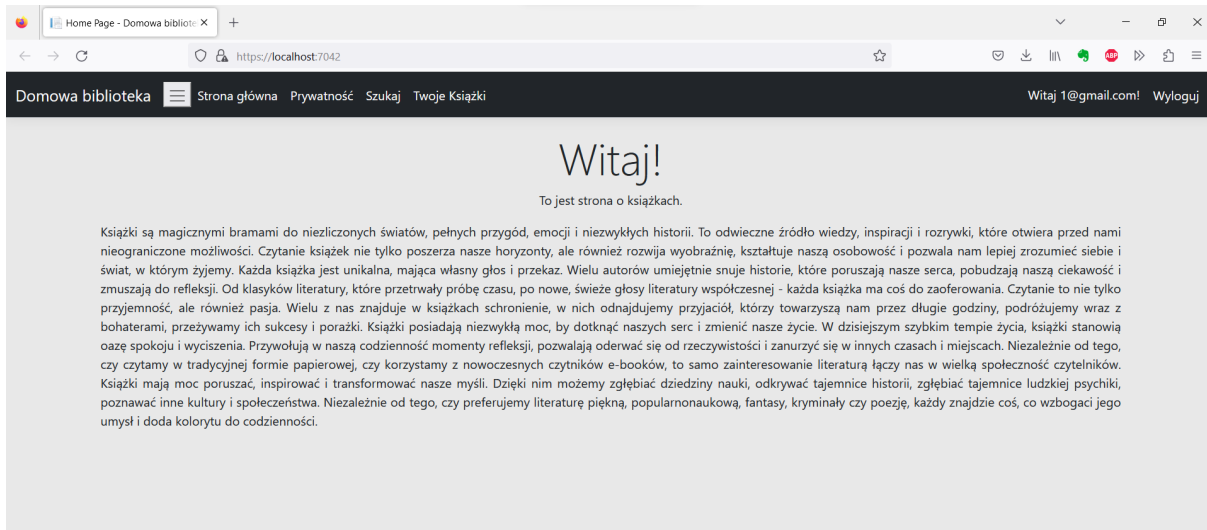 Home Page - Domowa bibliote
https://localhost:7042
ABP
Domowa biblioteka Strona główna Prywatność Szukaj Twoje Książki Witaj 1@gmail.com! Wyloguj
Witaj!
To jest strona o książkach.
Książki są magicznymi bramami do niezliczonych światów, pełnych przygód, emocji i niezwykłych historii. To odwieczne źródło wiedzy, inspiracji i rozrywki, które otwiera przed nami
nieograniczone możliwości. Czytanie książek nie tylko poszerza nasze horyzonty, ale również rozwija wyobraźnię, kształtuje naszą osobowość i pozwala nam lepiej zrozumieć siebie i
świat, w którym żyjemy. Każda książka jest unikalna, mająca własny głos i przekaz. Wielu autorów umiejętnie snuje historie, które poruszają nasze serca, pobudzają naszą ciekawość i
zmuszają do refleksji. Od klasyków literatury, które przetrwały próbę czasu, po nowe, świeże głosy literatury współczesnej - każda książka ma coś do zaoferowania. Czytanie to nie tylko
przyjemność, ale również pasja. Wielu z nas znajduje w książkach schronienie, w nich odnajdujemy przyjaciół, którzy towarzyszą nam przez długie godziny, podróżujemy wraz z
bohaterami, przeżywamy ich sukcesy i porażki. Książki posiadają niezwykłą moc, by dotknąć naszych serc i zmienić nasze życie. W dzisiejszym szybkim tempie życia, książki stanowią
oazę spokoju i wyciszenia. Przywołują w naszą codzienność momenty refleksji, pozwalają oderwać się od rzeczywistości i zanurzyć się w innych czasach i miejscach. Niezależnie od tego,
czy czytamy w tradycyjnej formie papierowej, czy korzystamy z nowoczesnych czytników e-booków, to samo zainteresowanie literaturą łączy nas w wielką społeczność czytelników.
Książki mają moc poruszać, inspirować i transformować nasze myśli. Dzięki nim możemy zgłębiać dziedziny nauki, odkrywać tajemnice historii, zgłębiać tajemnice ludzkiej psychiki,
poznawać inne kultury i społeczeństwa. Niezależnie od tego, czy preferujemy literaturę piękną, popularnonaukową, fantasy, kryminały czy poezję, każdy znajdzie coś, co wzbogaci jego
umysł i doda kolorytu do codzienności.